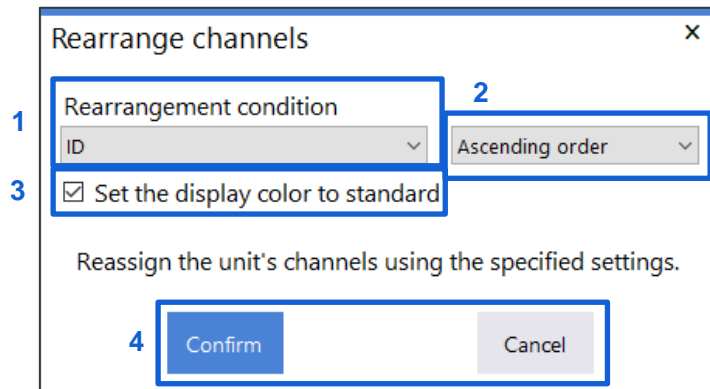 Rearrange channels ×
1 Rearrangement condition 2
ID Ascending order
3 Set the display color to standard
Reassign the unit's channels using the specified settings.
4 Confirm Cancel